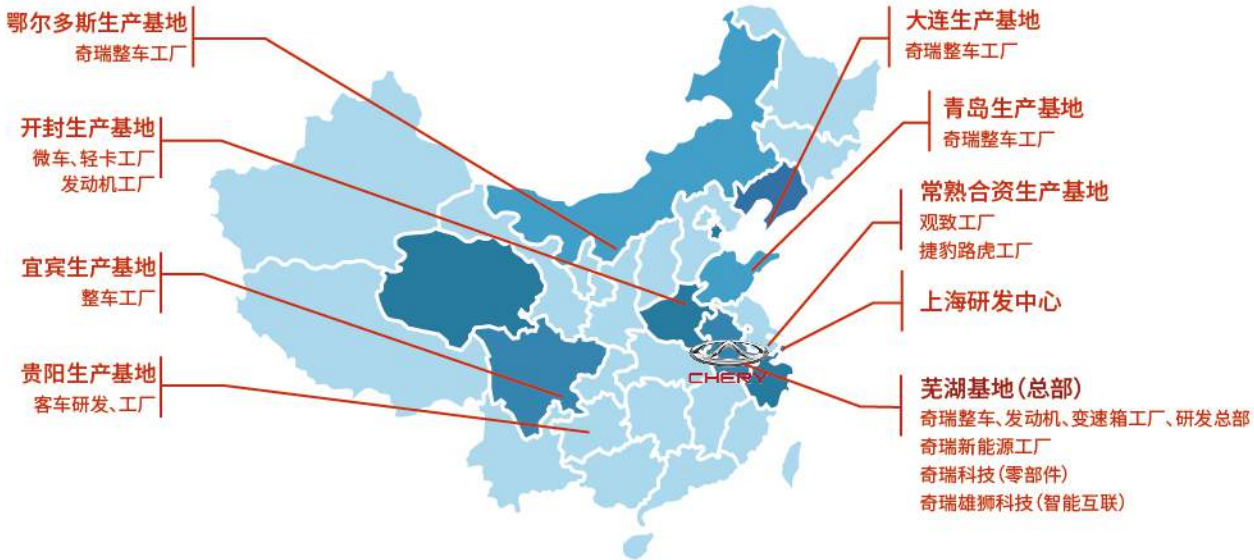 鄂尔多斯生产基地
奇瑞整车工厂
开封生产基地
微车、轻卡工厂
发动机工厂
宜宾生产基地
整车工厂
贵阳生产基地
客车研发、工厂
大连生产基地
奇瑞整车工厂
青岛生产基地
奇瑞整车工厂
常熟合资生产基地
观致工厂
捷豹路虎工厂
上海研发中心
CHERY
芜湖基地(总部)
奇瑞整车、发动机、变速箱工厂、研发总部
奇瑞新能源工厂
奇瑞科技(零部件)
奇瑞雄狮科技(智能互联)